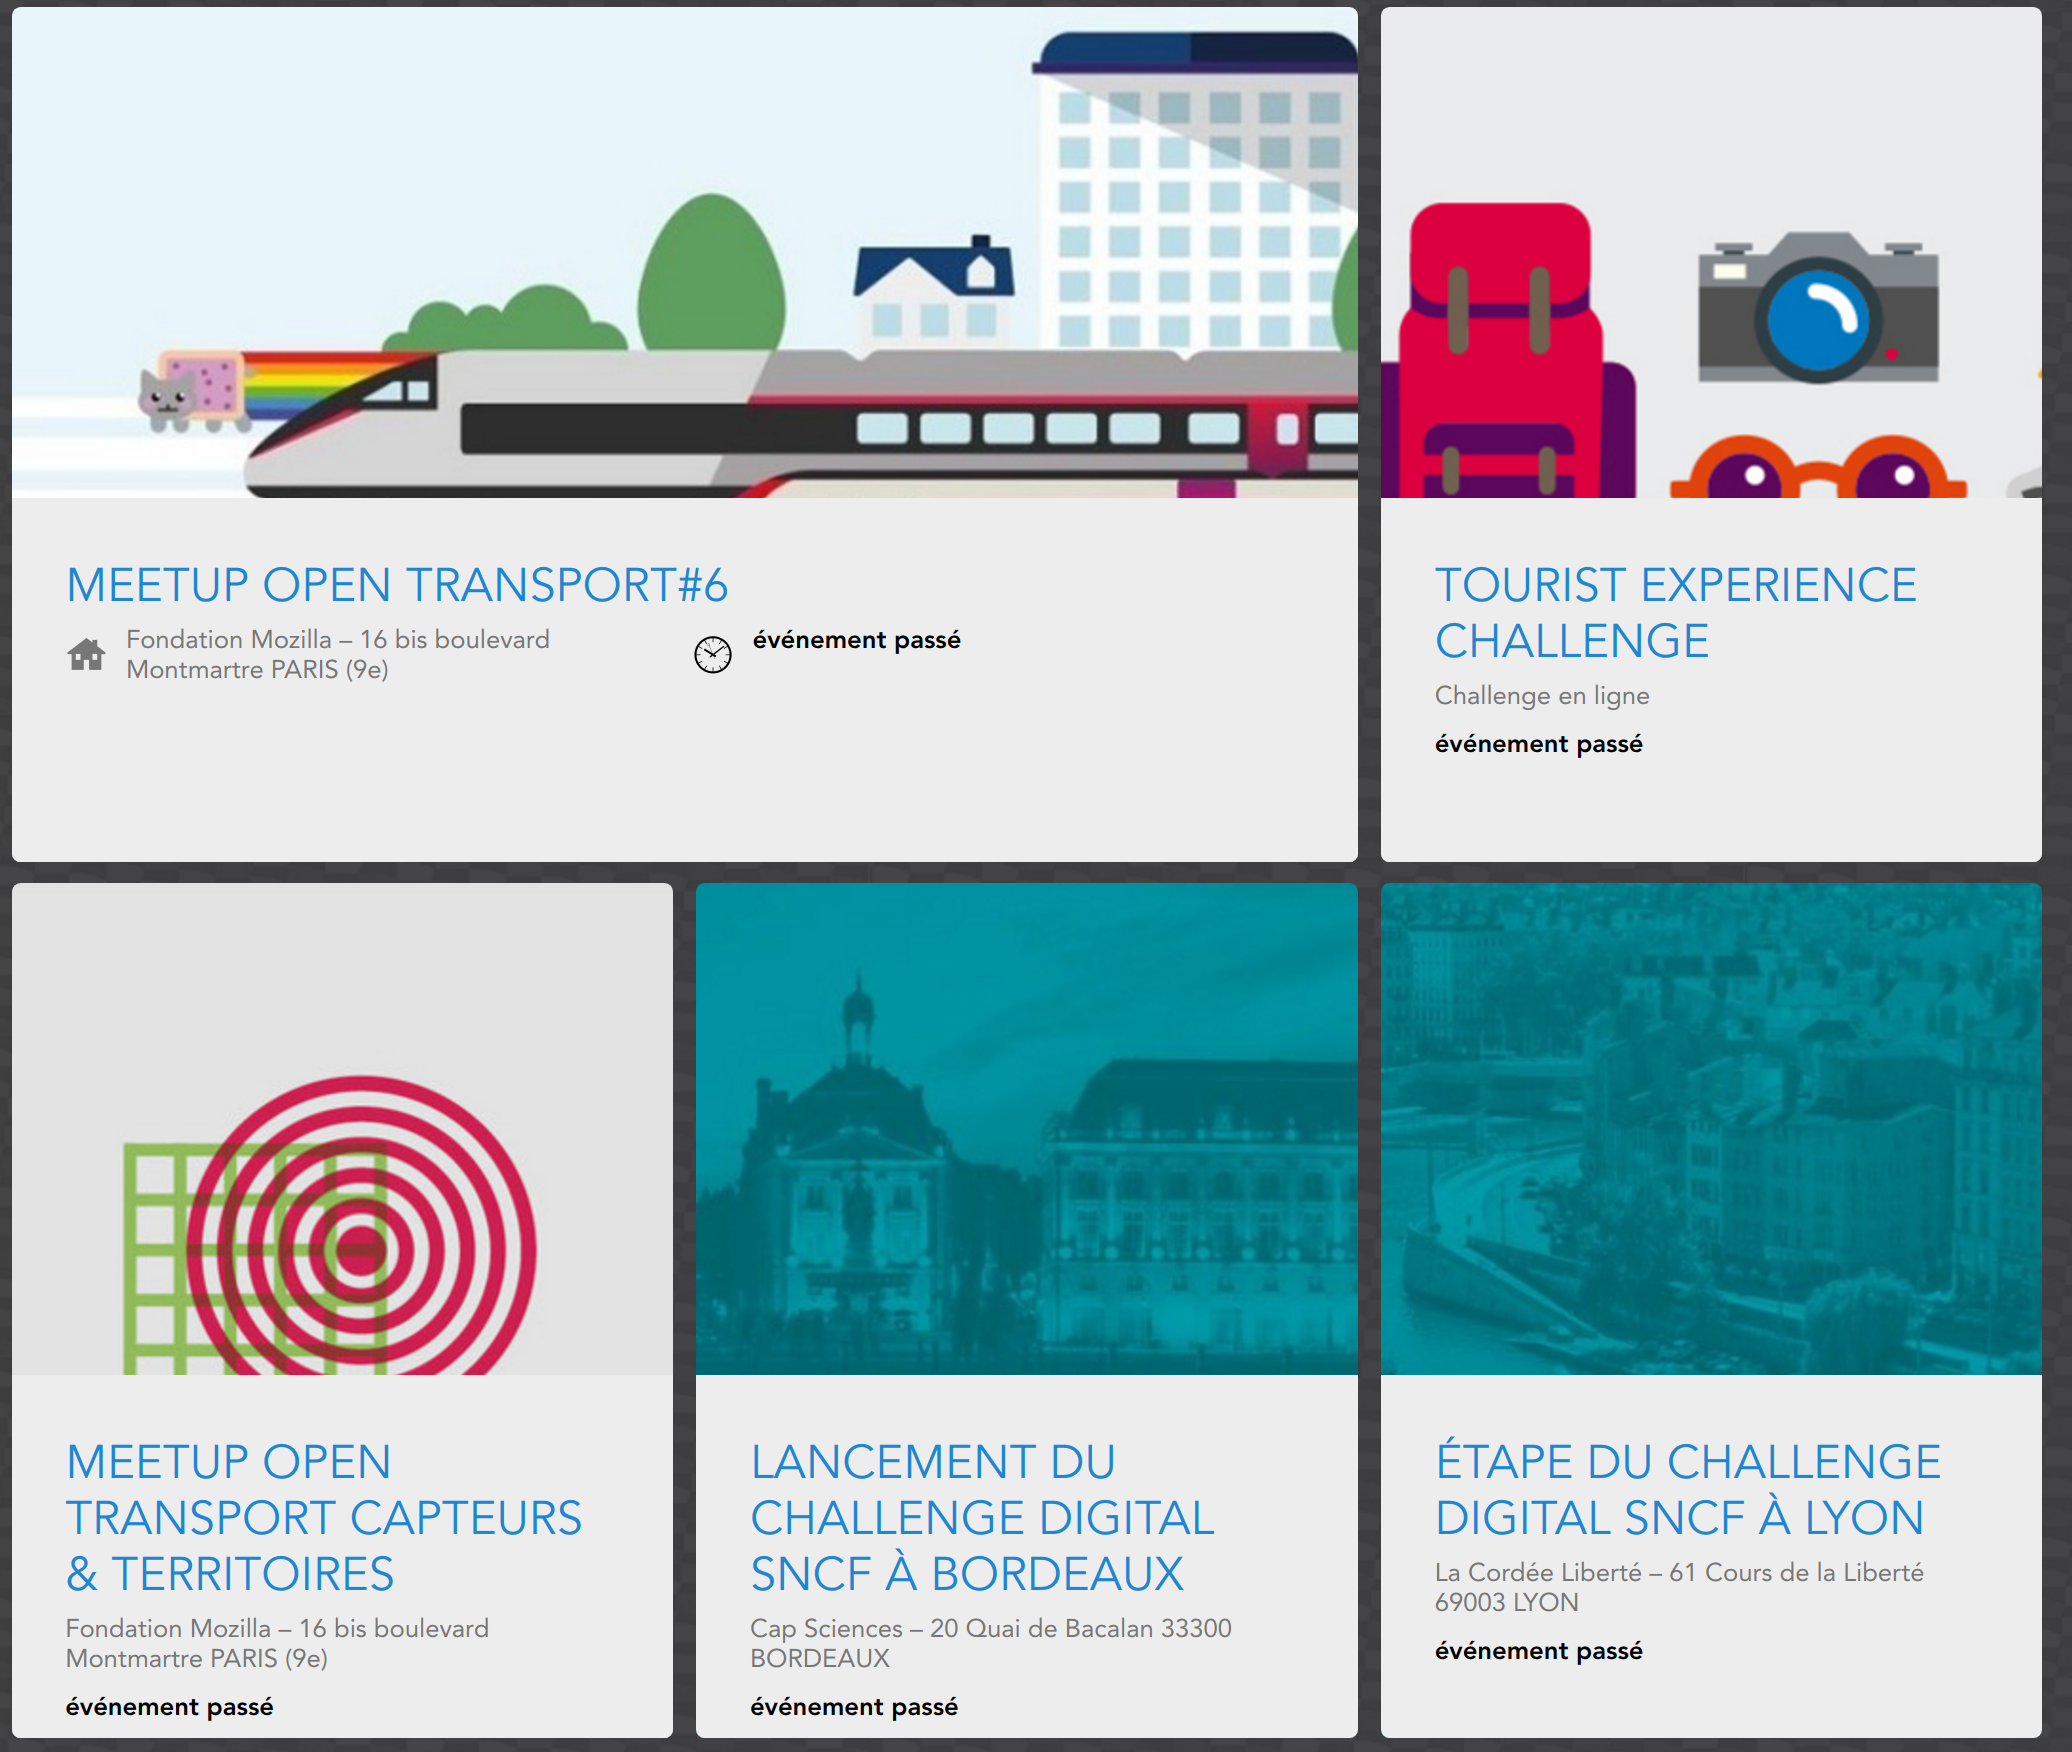 MEETUP OPEN TRANSPORT#6
Fondation Mozilla – 16 bis boulevard
Montmartre PARIS (9e)
événement passé
TOURIST EXPERIENCE
CHALLENGE
Challenge en ligne
événement passé
MEETUP OPEN
TRANSPORT CAPTEURS
& TERRITOIRES
Fondation Mozilla – 16 bis boulevard
Montmartre PARIS (9e)
événement passé
LANCEMENT DU
CHALLENGE DIGITAL
SNCF À BORDEAUX
Cap Sciences – 20 Quai de Bacalan 33300
BORDEAUX
événement passé
ÉTAPE DU CHALLENGE
DIGITAL SNCF À LYON
La Cordée Liberté – 61 Cours de la Liberté
69003 LYON
événement passé